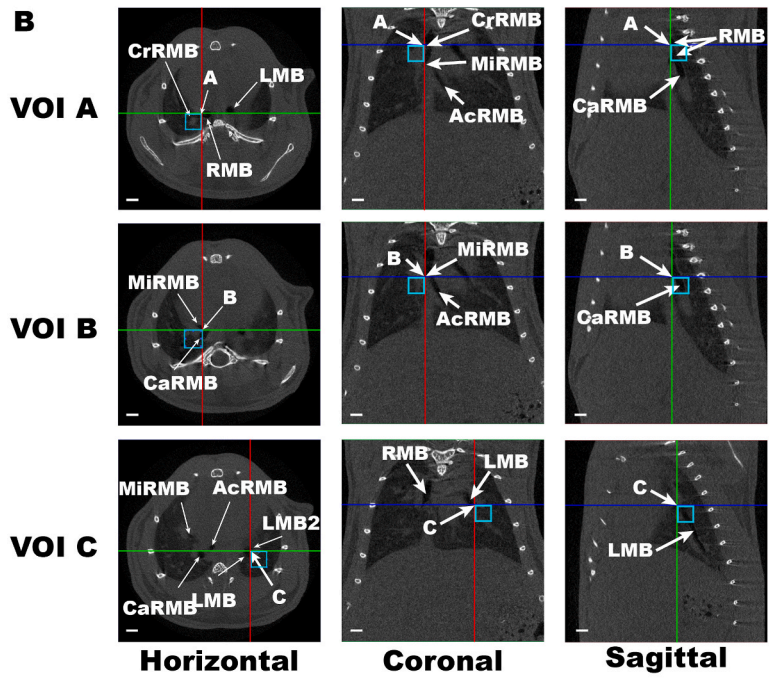 B
VOI A
CrRMB
A
LMB
RMB
A
CrRMB
MiRMB
AcRMB
A
RMB
CaRMB
VOI B
MiRMB
B
CaRMB
B
MiRMB
AcRMB
B
CaRMB
VOI C
MiRMB
AcRMB
LMB2
CaRMB
LMB
C
RMB
LMB
C
C
LMB
Horizontal
Coronal
Sagittal